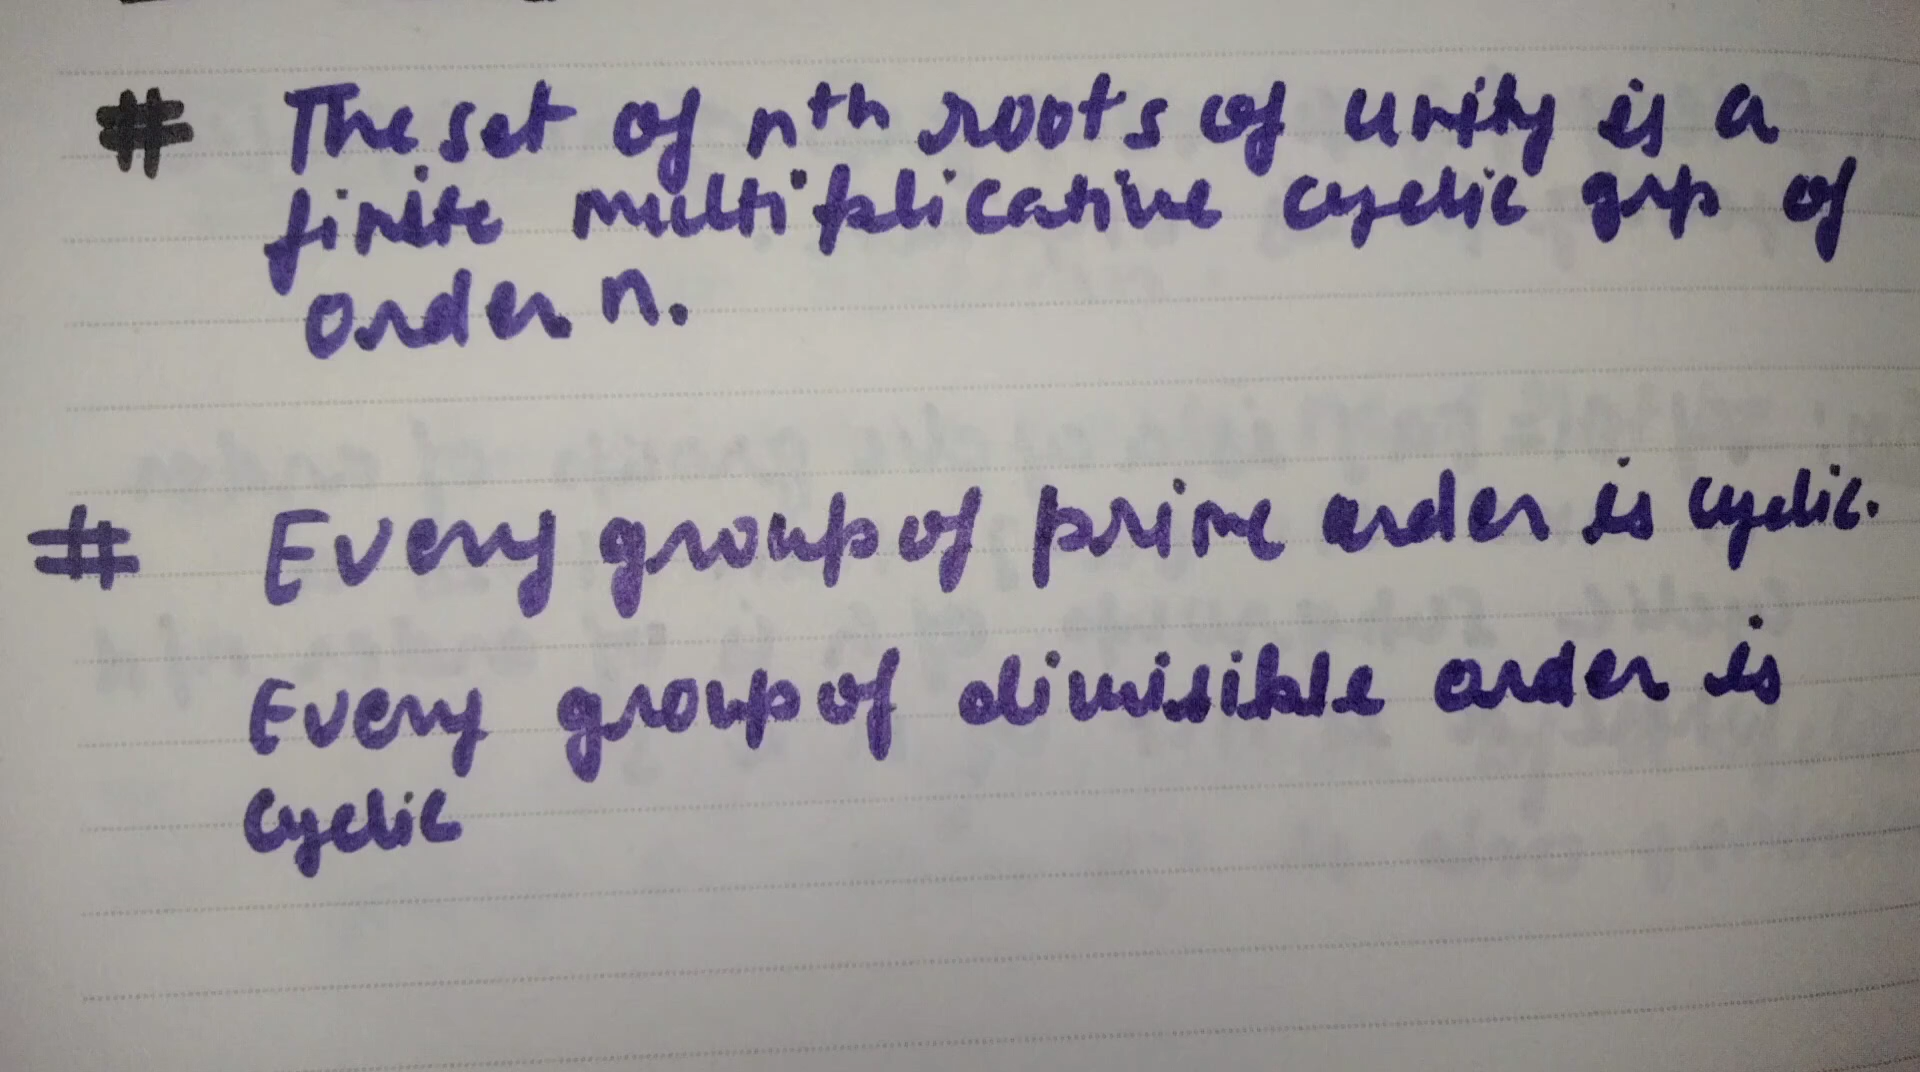 # The set of nth roots of unity is a
finite multiplicative cyclic grp of
order n.
# Every group of prime order is cyclic.
Every group of divisible order is
cyclic